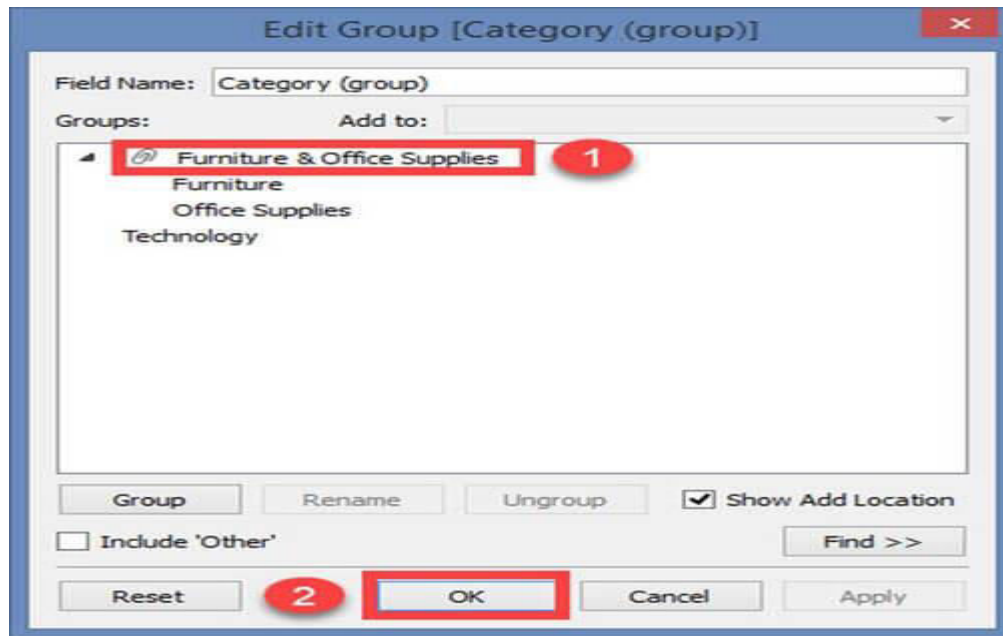 Edit Group [Category (group)]
Field Name: Category (group)
Groups: Add to:
Furniture & Office Supplies 1
Furniture
Office Supplies
Technology
Group Rename Ungroup Show Add Location
Include 'Other' Find >>
Reset 2 OK Cancel Apply